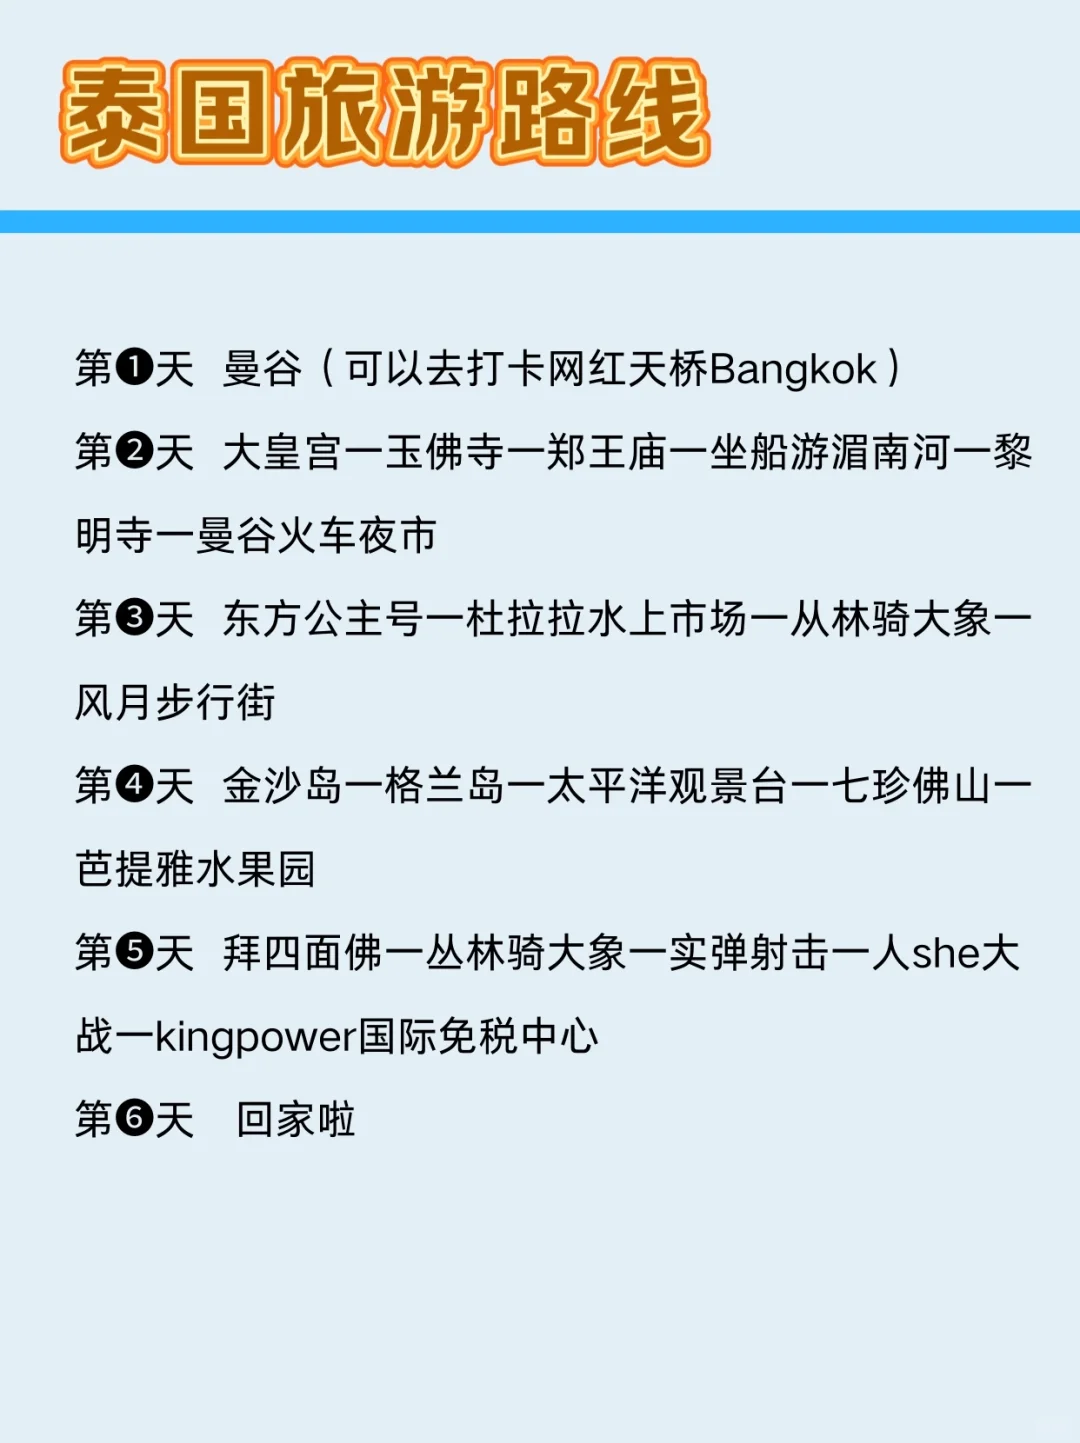 泰国旅游路线
第❶天 曼谷（可以去打卡网红天桥Bangkok）
第❷天 大皇宫一玉佛寺一郑王庙一坐船游湄南河一黎
明寺一曼谷火车夜市
第❸天 东方公主号一杜拉拉水上市场一从林骑大象一
风月步行街
第❹天 金沙岛一格兰岛一太平洋观景台一七珍佛山一
芭提雅水果园
第❺天 拜四面佛一丛林骑大象一实弹射击一人she大
战一kingpower国际免税中心
第❻天 回家啦